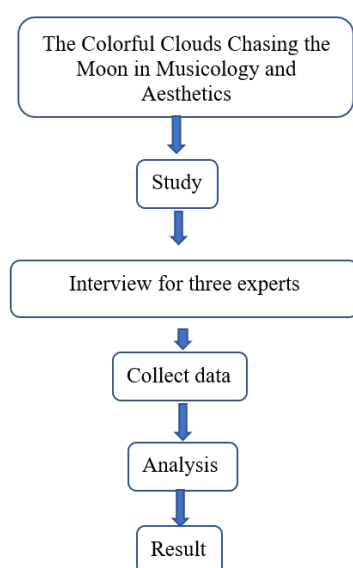 The Colorful Clouds Chasing the
Moon in Musicology and
Aesthetics
Study
Interview for three experts
Collect data
Analysis
Result